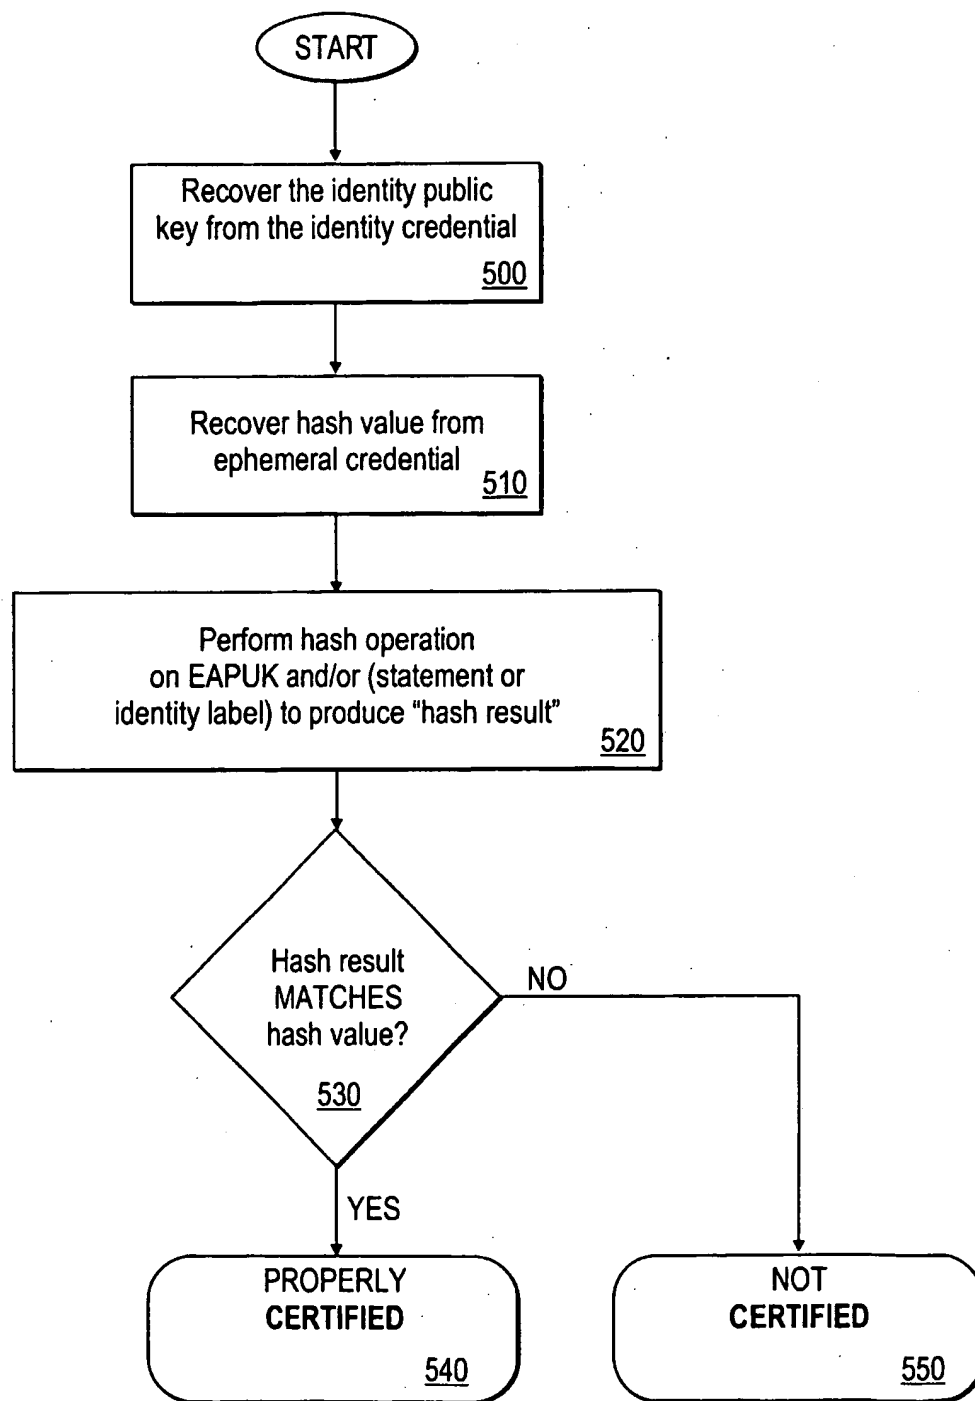 START
Recover the identity public
key from the identity credential
500
Recover hash value from
ephemeral credential
510
Perform hash operation
on EAPUK and/or (statement or
identity label) to produce “hash result”
520
Hash result
MATCHES
hash value?
530
NO
YES
PROPERLY
CERTIFIED
540
NOT
CERTIFIED
550